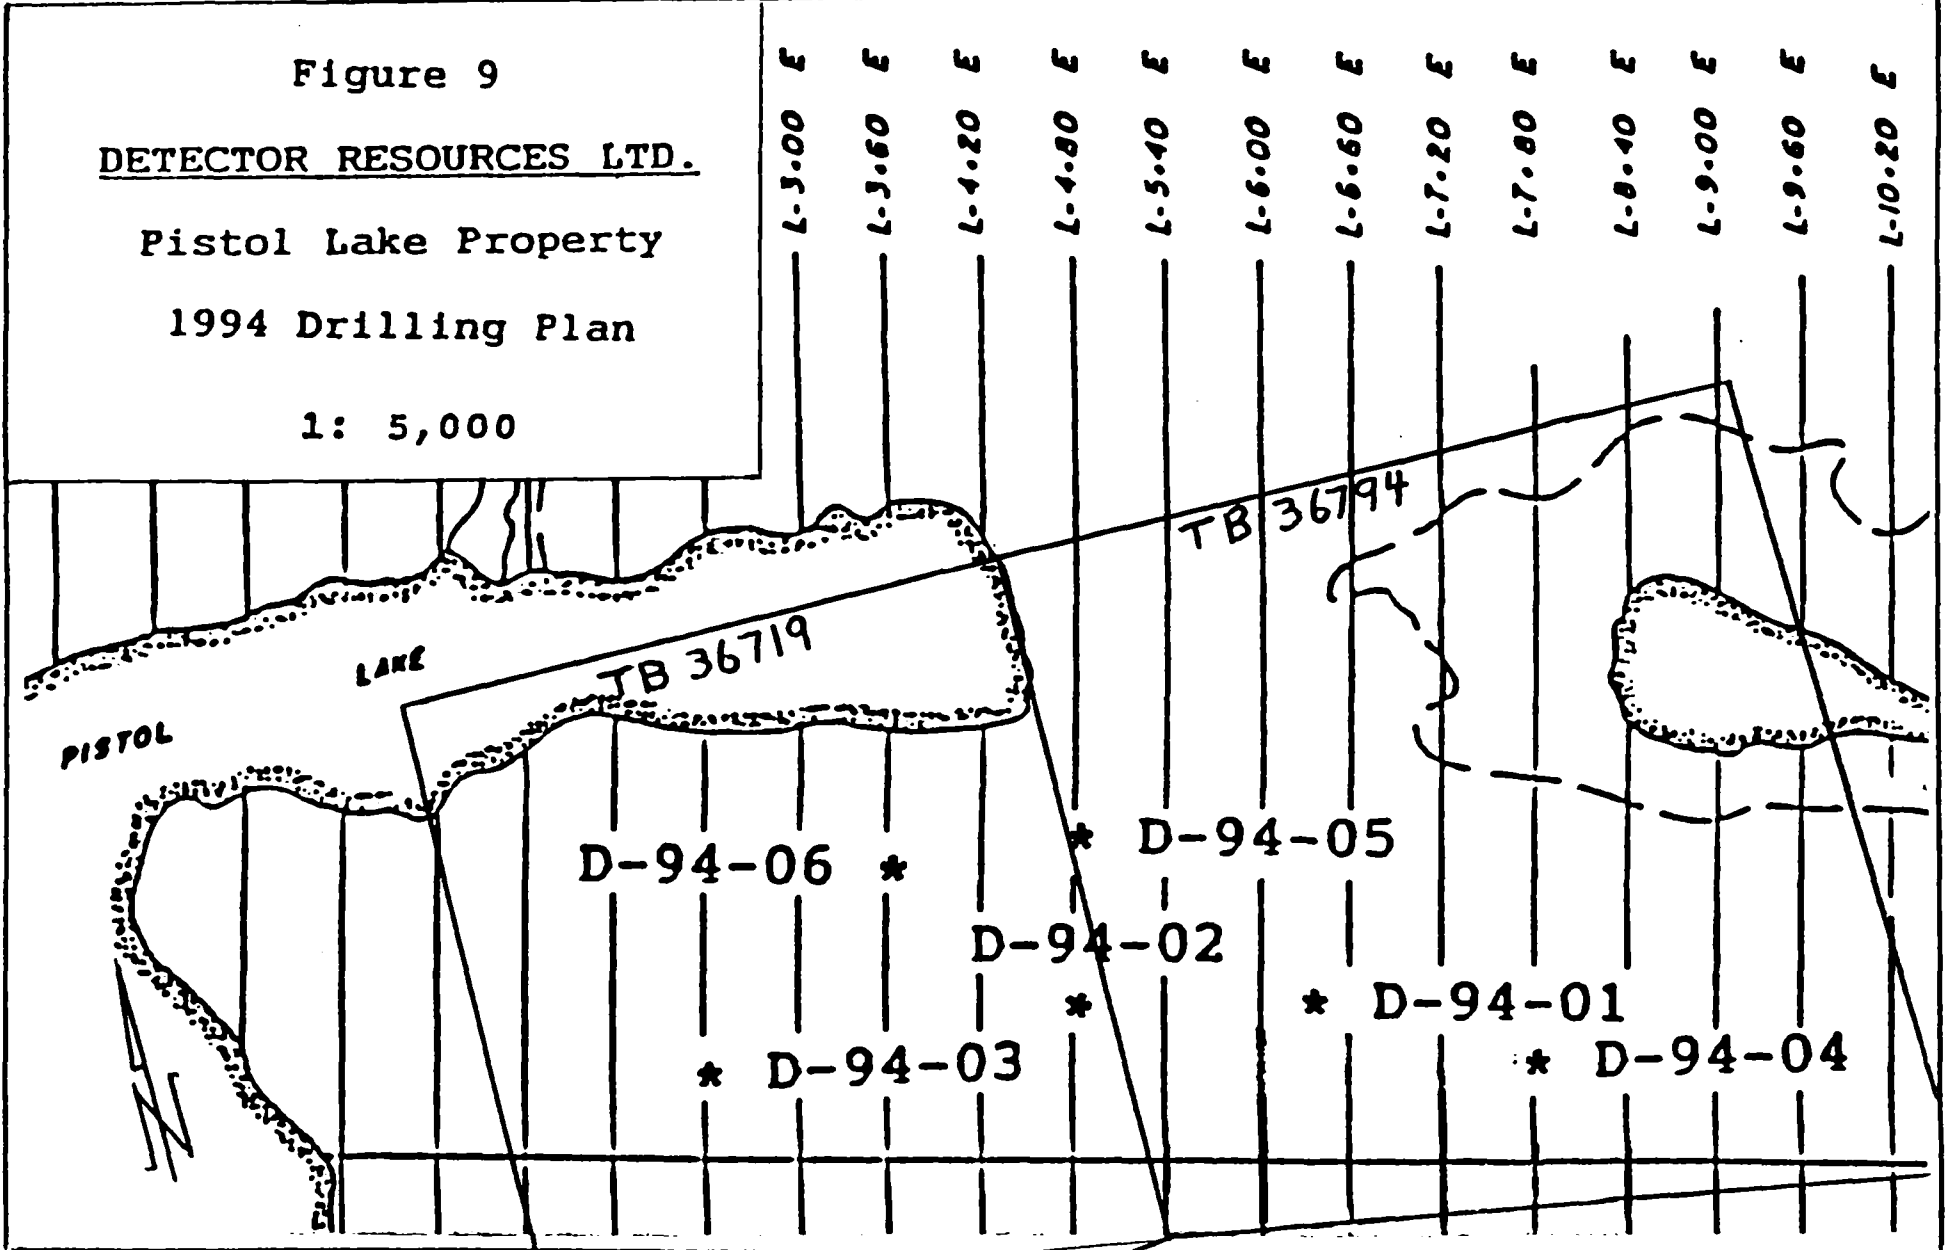 Figure 9
DETECTOR RESOURCES LTD.
Pistol Lake Property
1994 Drilling Plan
1: 5,000
L-3+00 E
L-3+60 E
L-4+20 E
L-4+80 E
L-5+40 E
L-6+00 E
L-6+60 E
L-7+20 E
L-7+80 E
L-8+40 E
L-9+00 E
L-9+60 E
L-10+20 E
TB 36794
TB 36719
PISTOL LAKE
* D-94-05
D-94-06 *
D-94-02
*
* D-94-01
* D-94-03
* D-94-04
N